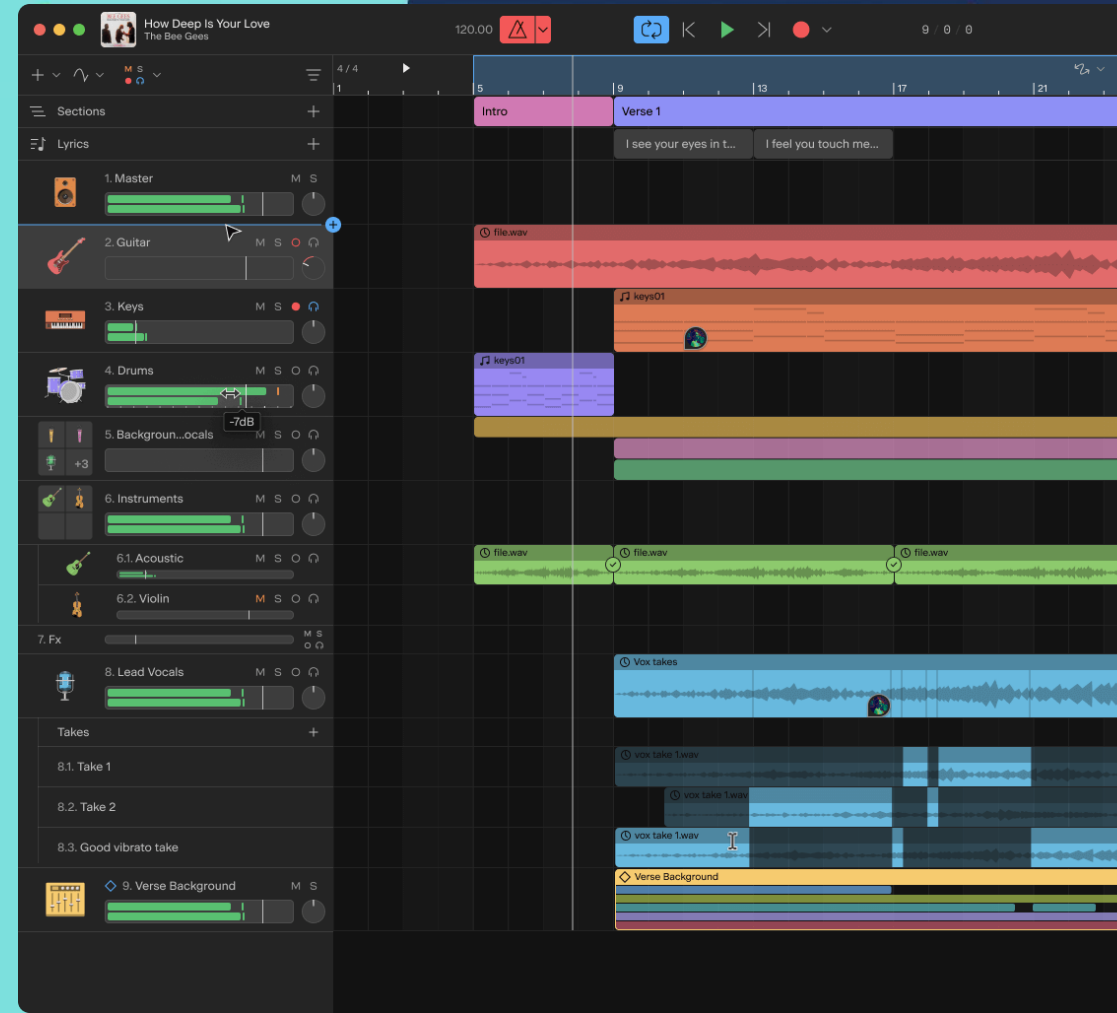 How Deep Is Your Love
The Bee Gees
120.00
9 / 0 / 0
M S
4 / 4
1
5
9
13
17
21
Sections
Intro
Verse 1
Lyrics
I see your eyes in t...
I feel you touch me...
1. Master
M S
2. Guitar
M S
file.wav
3. Keys
M S
keys01
4. Drums
M S
keys01
-7dB
5. Backgroun...ocals
M S
+3
6. Instruments
M S
6.1. Acoustic
M S
file.wav
file.wav
file.wav
6.2. Violin
M S
7. Fx
M S
8. Lead Vocals
M S
Vox takes
Takes
8.1. Take 1
vox take 1.wav
8.2. Take 2
vox take 1.wav
8.3. Good vibrato take
vox take 1.wav
9. Verse Background
M S
Verse Background